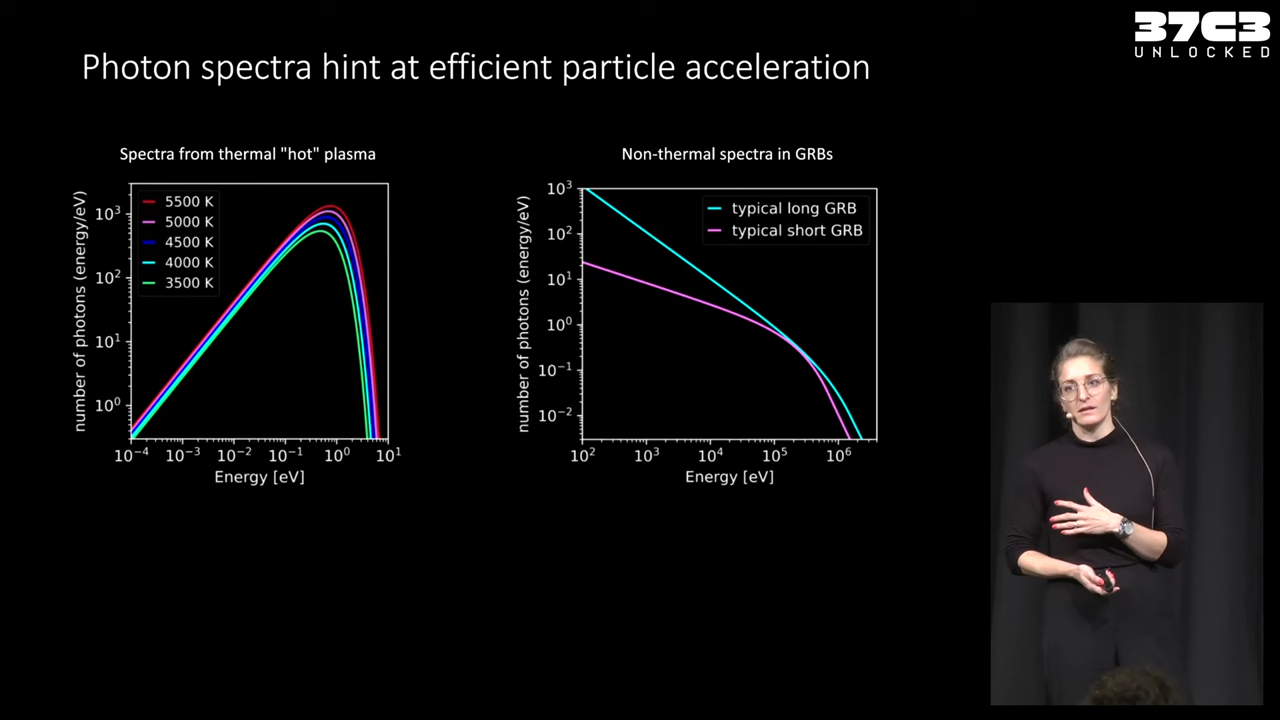 37C3
UNLOCKED
Photon spectra hint at efficient particle acceleration
Spectra from thermal "hot" plasma
number of photons (energy/eV)
10³
10²
10¹
10⁰
5500 K
5000 K
4500 K
4000 K
3500 K
10⁻⁴ 10⁻³ 10⁻² 10⁻¹ 10⁰ 10¹
Energy [eV]
Non-thermal spectra in GRBs
number of photons (energy/eV)
10³
10²
10¹
10⁰
10⁻¹
10⁻²
typical long GRB
typical short GRB
10² 10³ 10⁴ 10⁵ 10⁶
Energy [eV]